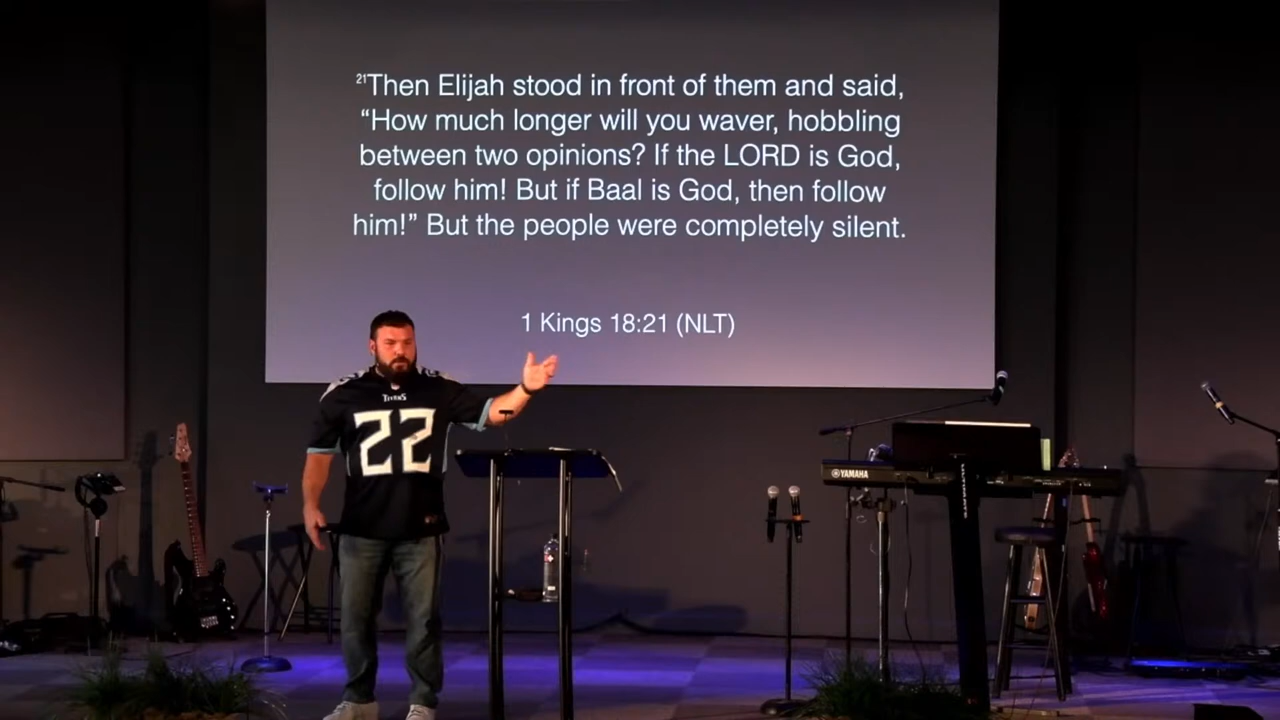 21Then Elijah stood in front of them and said,
“How much longer will you waver, hobbling
between two opinions? If the LORD is God,
follow him! But if Baal is God, then follow
him!” But the people were completely silent.
1 Kings 18:21 (NLT)
TITANS
22
YAMAHA